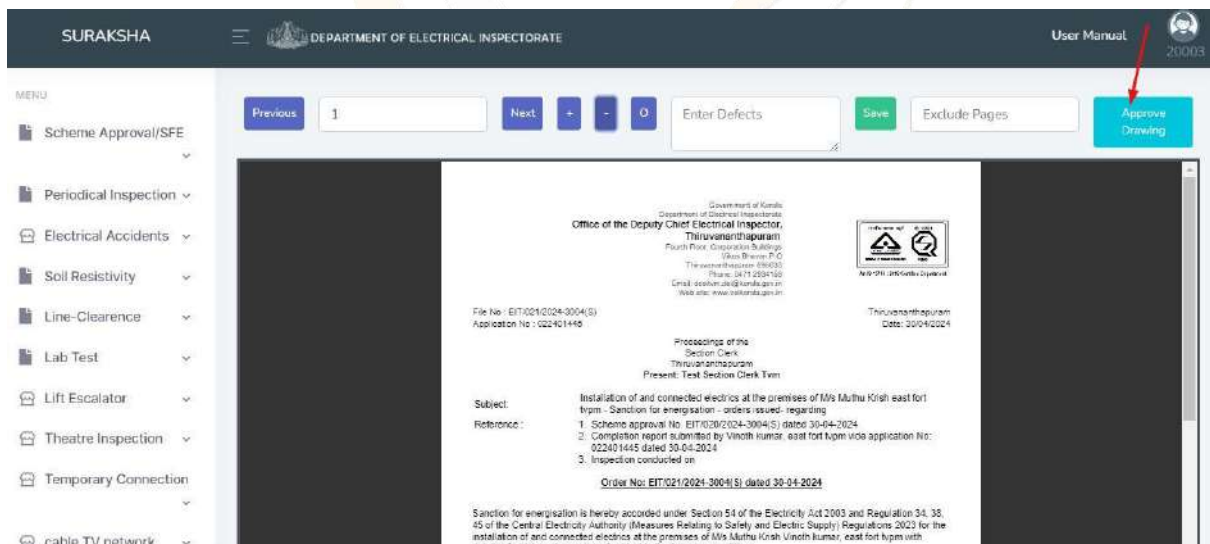 SURAKSHA
DEPARTMENT OF ELECTRICAL INSPECTORATE
User Manual
20003
MENU
Scheme Approval/SFE
Periodical Inspection
Electrical Accidents
Soil Resistivity
Line-Clearence
Lab Test
Lift Escalator
Theatre Inspection
Temporary Connection
cable TV network
Previous
1
Next
+
-
O
Enter Defects
Save
Exclude Pages
Approve
Drawing
Government of Kerala
Department of Electrical Inspectorate
Office of the Deputy Chief Electrical Inspector,
Thiruvananthapuram
Fourth Floor, Corporation Buildings
Vikas Bhavan P.O
Thiruvananthapuram
Phone: 0471
File No : EIT/021/2024-3004(S)
Application No : 022401446
Thiruvananthapuram
Date: 30/04/2024
Proceedings of the
Section Clerk
Thiruvananthapuram
Present: Test Section Clerk Tvm
Subject:
Installation of and connected electrics at the premises of M/s Muthu Krish east fort
tvpm - Sanction for energisation - orders issued- regarding
Reference :
1. Scheme approval No. EIT/020/2024-3004(S) dated 30-04-2024
2. Completion report submitted by Vinoth kumar, east fort tvpm vide application No:
022401445 dated 30-04-2024
3. Inspection conducted on
Order No: EIT/021/2024-3004(S) dated 30-04-2024
Sanction for energisation is hereby accorded under Section 54 of the Electricity Act 2003 and Regulation 34, 38,
45 of the Central Electricity Authority (Measures Relating to Safety and Electric Supply) Regulations 2023 for the
installation of and connected electrics at the premises of M/s Muthu Krish Vinoth kumar, east fort tvpm with